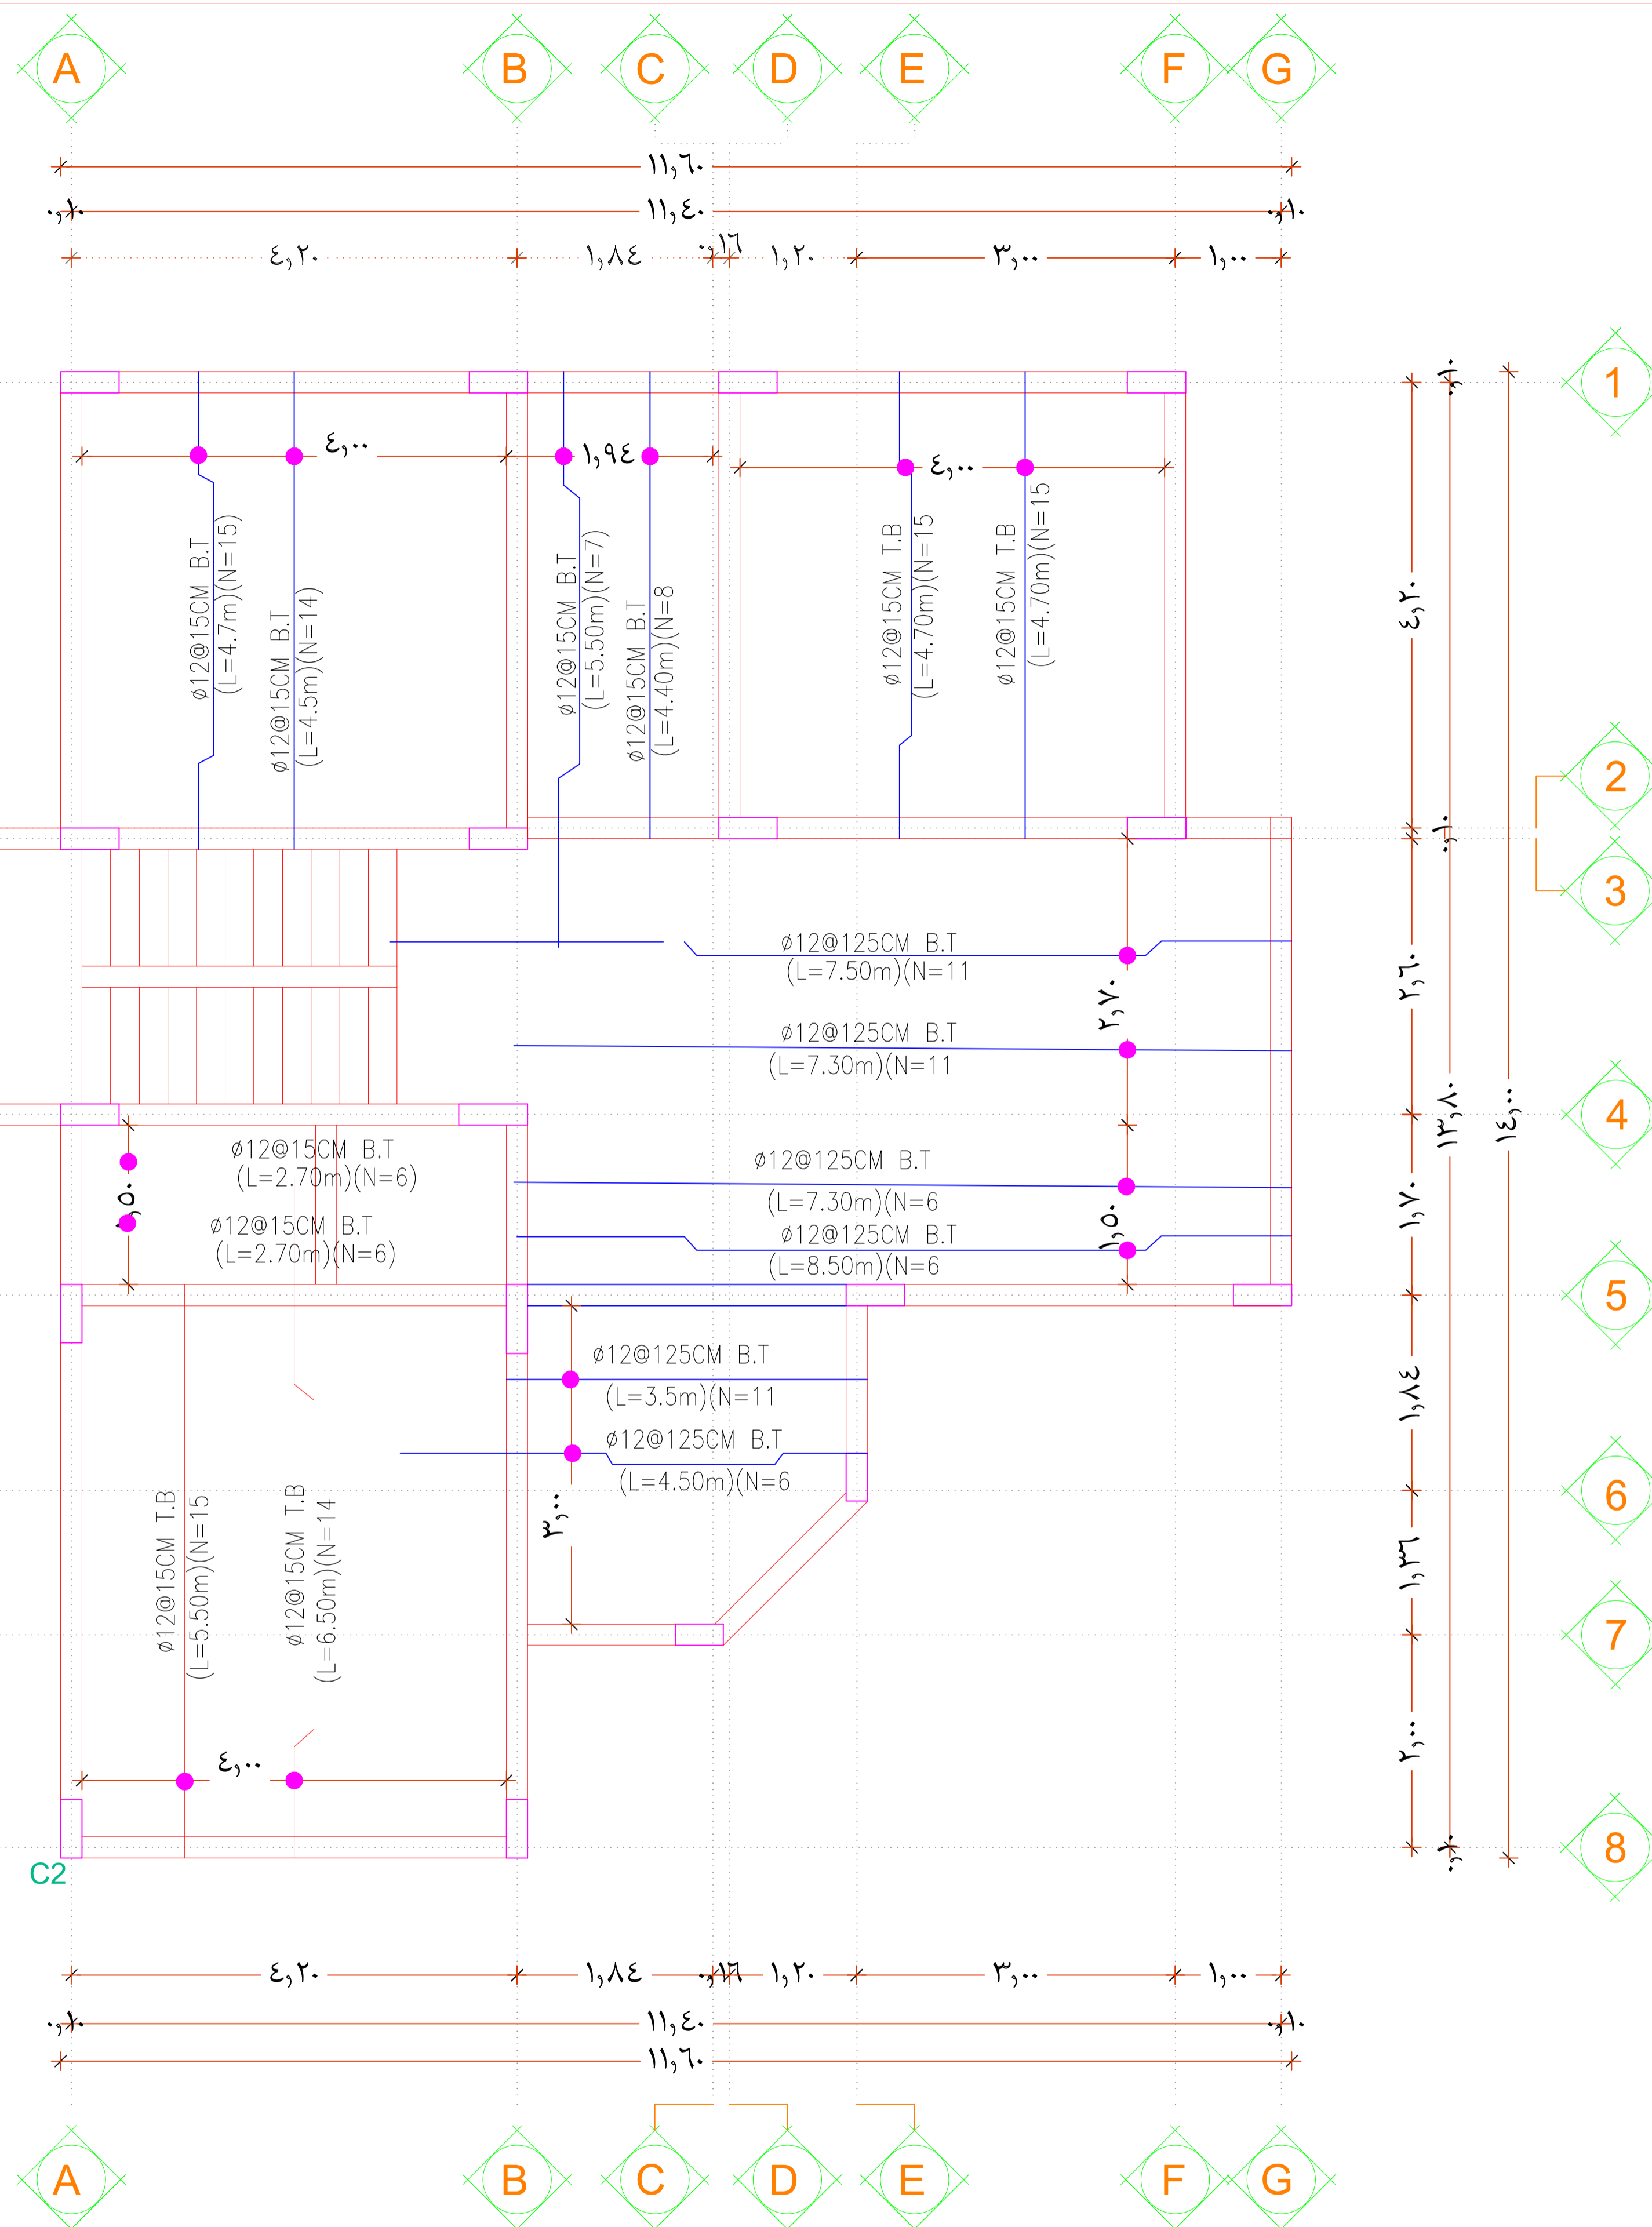 A B C D E F G
١١,٦٠
٠,١٠ ١١,٤٠ ٠,١٠
٤,٢٠ ١,٨٤ ٠,١٦ ١,٢٠ ٣,٠٠ ١,٠٠
1
٠,١٠
٤,٠٠
١,٩٤
٤,٠٠
ø12@15CM B.T
(L=4.7m)(N=15)
ø12@15CM B.T
(L=4.5m)(N=14)
ø12@15CM B.T
(L=5.50m)(N=7)
ø12@15CM B.T
(L=4.40m)(N=8
ø12@15CM T.B
(L=4.70m)(N=15
ø12@15CM T.B
(L=4.70m)(N=15
٤,٢٠
2
٠,١٠
3
ø12@125CM B.T
(L=7.50m)(N=11
٢,٧٠
٢,٦٠
ø12@125CM B.T
(L=7.30m)(N=11
4
١٣,٨٠
١٤,٠٠
ø12@15CM B.T
(L=2.70m)(N=6)
١,٥٠
ø12@15CM B.T
(L=2.70m)(N=6)
ø12@125CM B.T
(L=7.30m)(N=6
١,٥٠
ø12@125CM B.T
(L=8.50m)(N=6
١,٧٠
5
ø12@125CM B.T
(L=3.5m)(N=11
ø12@125CM B.T
(L=4.50m)(N=6
٣,٠٠
١,٨٤
6
ø12@15CM T.B
(L=5.50m)(N=15
ø12@15CM T.B
(L=6.50m)(N=14
١,٣٦
7
٤,٠٠
٢,٠٠
8
٠,١٠
C2
٤,٢٠ ١,٨٤ ٠,١٦ ١,٢٠ ٣,٠٠ ١,٠٠
٠,١٠ ١١,٤٠ ٠,١٠
١١,٦٠
A B C D E F G